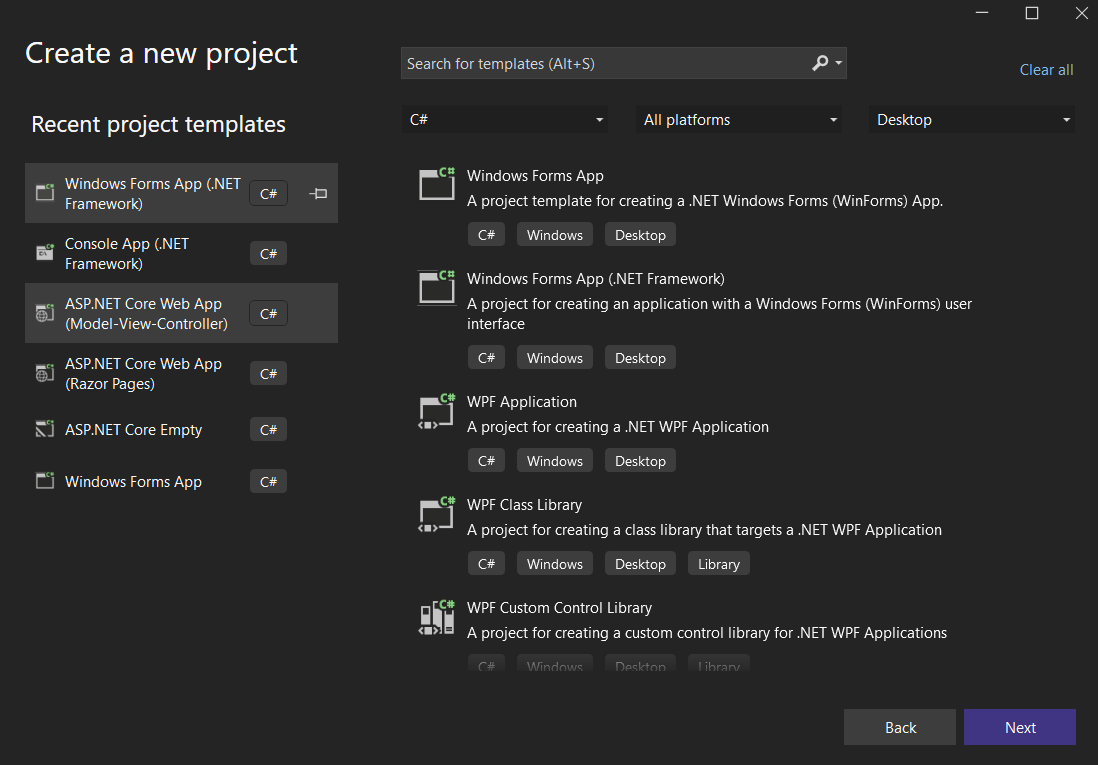 Create a new project
Search for templates (Alt+S)
Clear all
Recent project templates
C#
All platforms
Desktop
Windows Forms App (.NET
Framework)
C#
Console App (.NET
Framework)
C#
ASP.NET Core Web App
(Model-View-Controller)
C#
ASP.NET Core Web App
(Razor Pages)
C#
ASP.NET Core Empty
C#
Windows Forms App
C#
Windows Forms App
A project template for creating a .NET Windows Forms (WinForms) App.
C# Windows Desktop
Windows Forms App (.NET Framework)
A project for creating an application with a Windows Forms (WinForms) user
interface
C# Windows Desktop
WPF Application
A project for creating a .NET WPF Application
C# Windows Desktop
WPF Class Library
A project for creating a class library that targets a .NET WPF Application
C# Windows Desktop Library
WPF Custom Control Library
A project for creating a custom control library for .NET WPF Applications
C# Windows Desktop Library
Back
Next